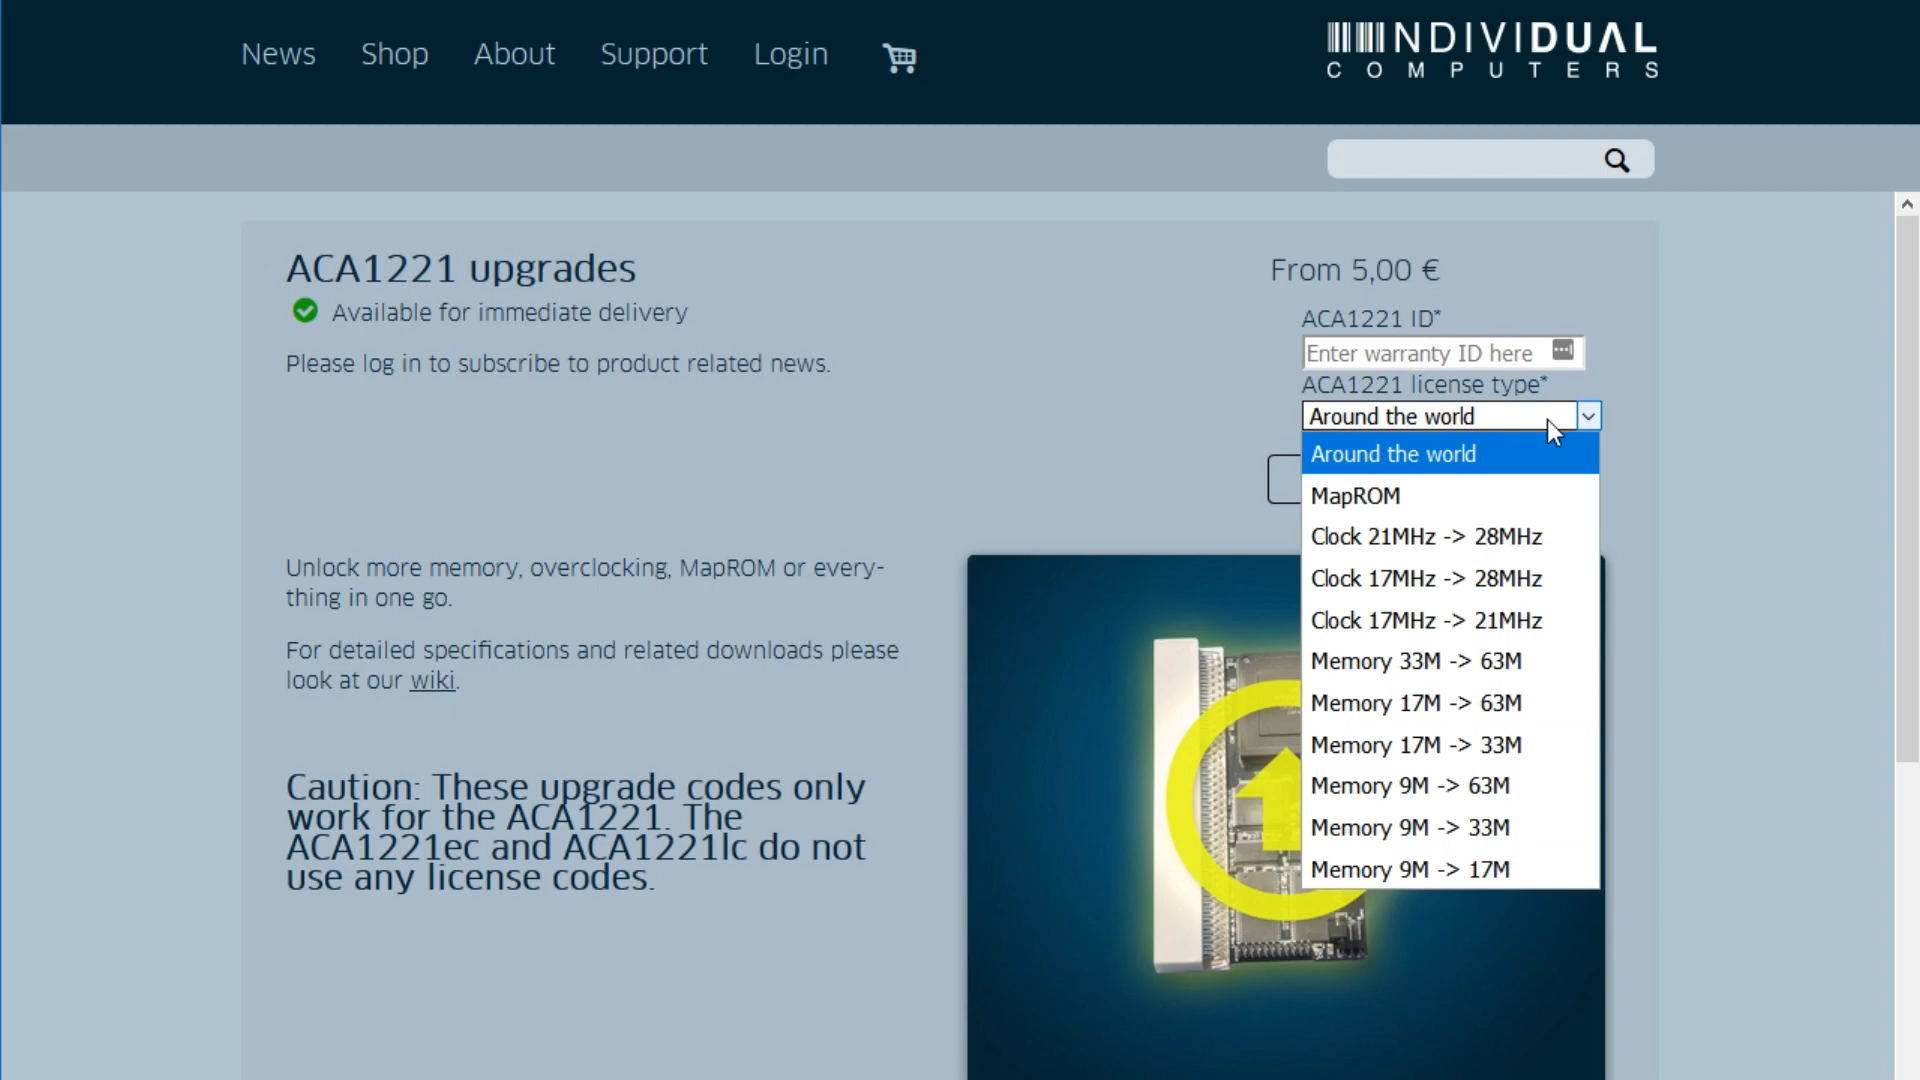 News Shop About Support Login
INDIVIDUAL
COMPUTERS
ACA1221 upgrades
Available for immediate delivery
Please log in to subscribe to product related news.
From 5,00 €
ACA1221 ID*
Enter warranty ID here
ACA1221 license type*
Around the world
Around the world
MapROM
Clock 21MHz -> 28MHz
Clock 17MHz -> 28MHz
Clock 17MHz -> 21MHz
Memory 33M -> 63M
Memory 17M -> 63M
Memory 17M -> 33M
Memory 9M -> 63M
Memory 9M -> 33M
Memory 9M -> 17M
Unlock more memory, overclocking, MapROM or every-
thing in one go.
For detailed specifications and related downloads please
look at our wiki.
Caution: These upgrade codes only
work for the ACA1221. The
ACA1221ec and ACA1221lc do not
use any license codes.